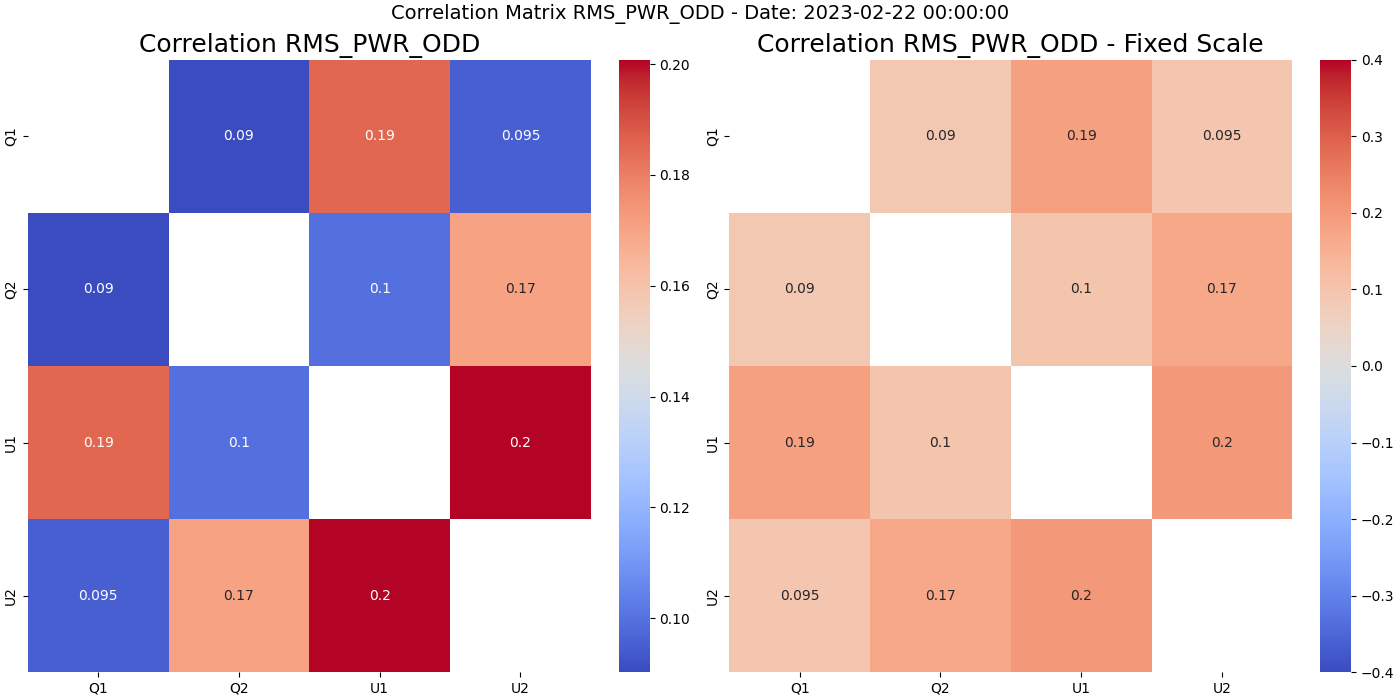 Correlation Matrix RMS_PWR_ODD - Date: 2023-02-22 00:00:00
Correlation RMS_PWR_ODD
Q1
0.09
0.19
0.095
Q2
0.09
0.1
0.17
U1
0.19
0.1
0.2
U2
0.095
0.17
0.2
Q1
Q2
U1
U2
0.20
0.18
0.16
0.14
0.12
0.10
Correlation RMS_PWR_ODD - Fixed Scale
Q1
0.09
0.19
0.095
Q2
0.09
0.1
0.17
U1
0.19
0.1
0.2
U2
0.095
0.17
0.2
Q1
Q2
U1
U2
0.4
0.3
0.2
0.1
0.0
−0.1
−0.2
−0.3
−0.4